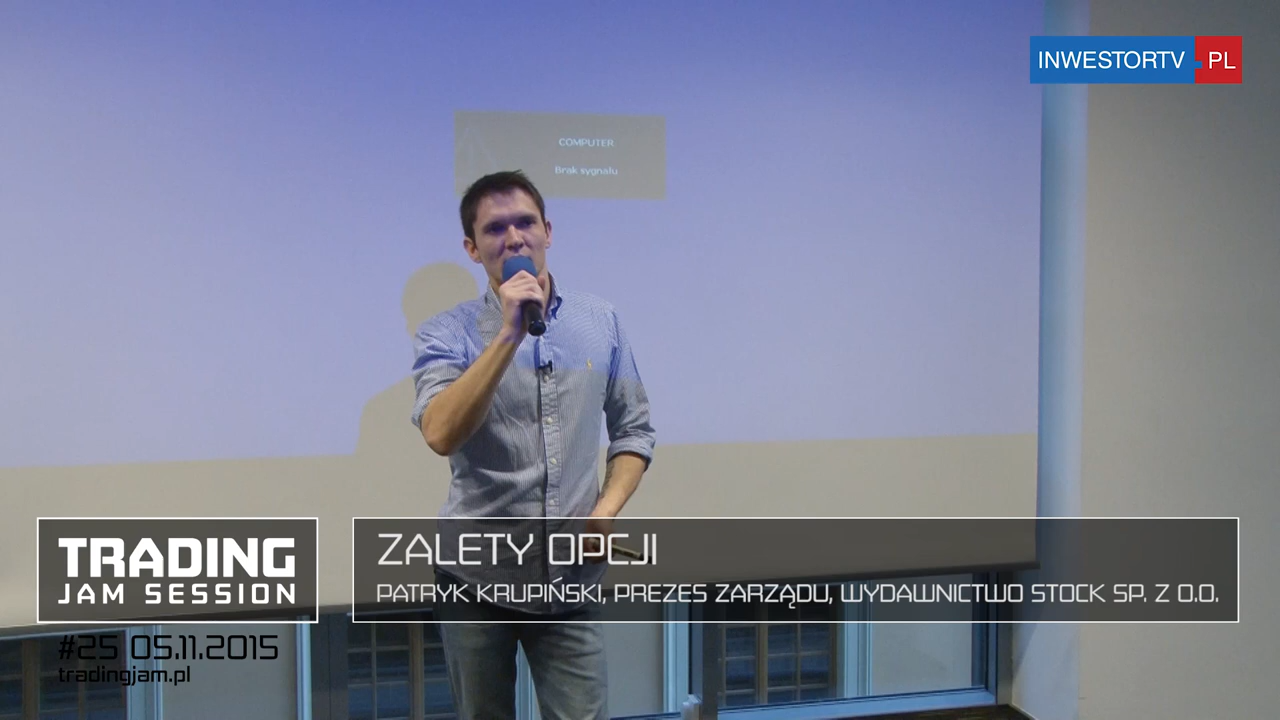 INWESTORTV.PL
COMPUTER
Brak sygnału
TRADING
JAM SESSION
ZALETY OPCJI
PATRYK KRUPIŃSKI, PREZES ZARZĄDU, WYDAWNICTWO STOCK SP. Z O.O.
#25 05.11.2015
tradingjam.pl